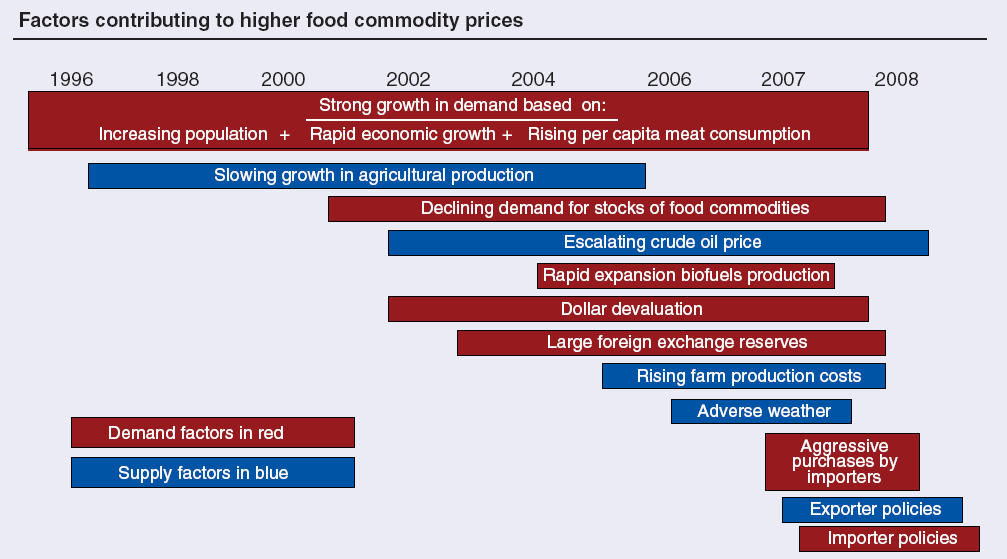 Factors contributing to higher food commodity prices
1996 1998 2000 2002 2004 2006 2007 2008
Strong growth in demand based on:
Increasing population + Rapid economic growth + Rising per capita meat consumption
Slowing growth in agricultural production
Declining demand for stocks of food commodities
Escalating crude oil price
Rapid expansion biofuels production
Dollar devaluation
Large foreign exchange reserves
Rising farm production costs
Adverse weather
Demand factors in red
Supply factors in blue
Aggressive
purchases by
importers
Exporter policies
Importer policies